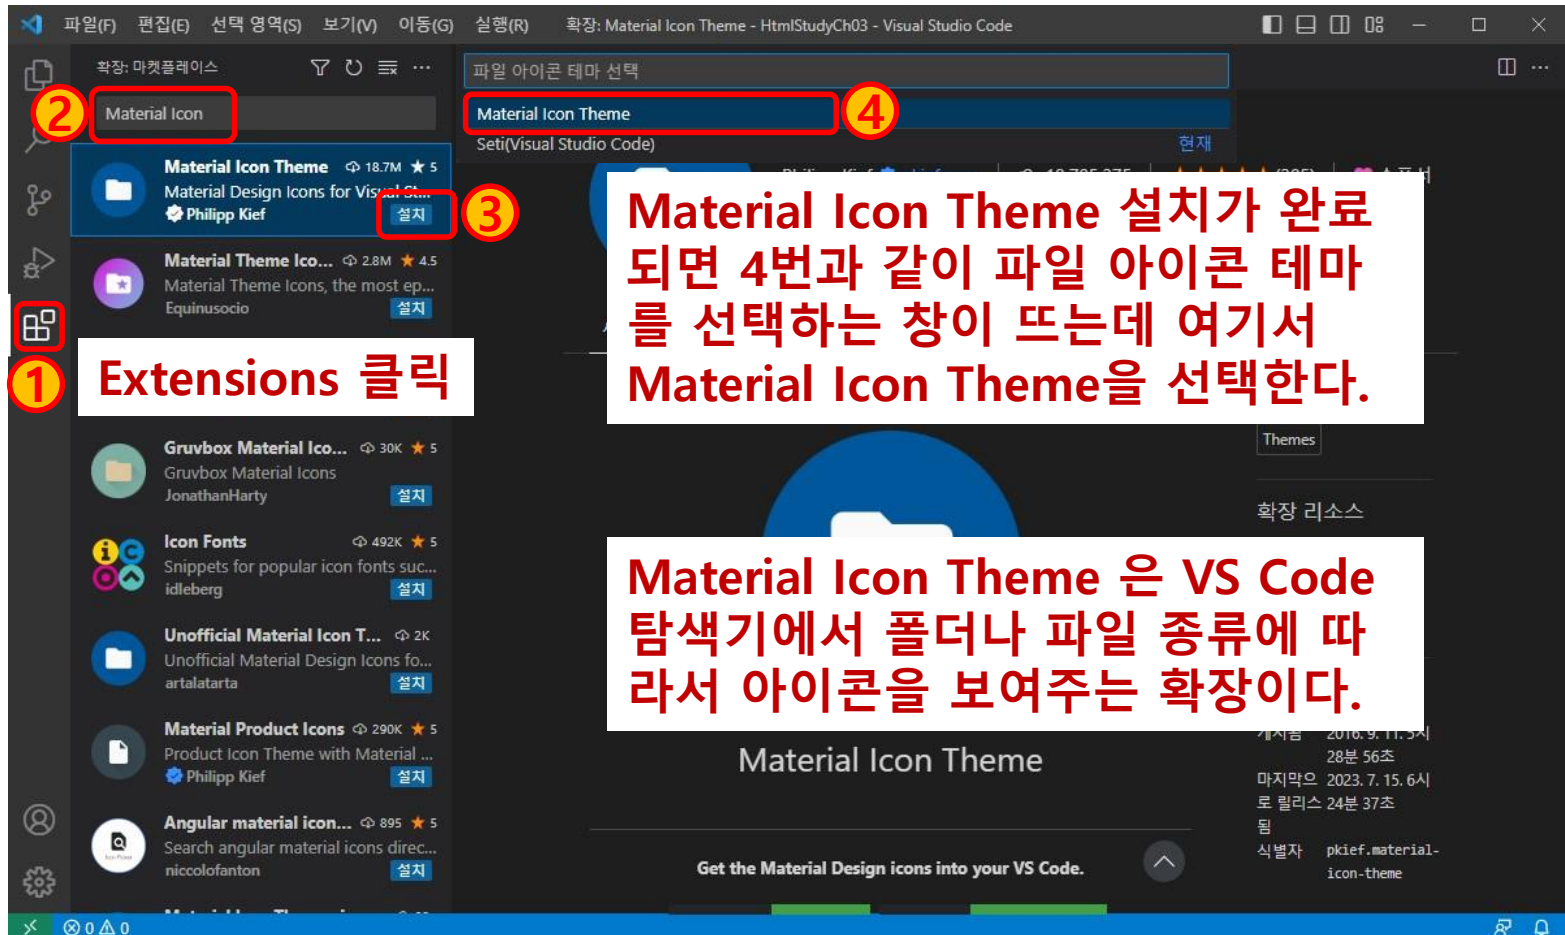 파일(F) 편집(E) 선택 영역(S) 보기(V) 이동(G) 실행(R) 확장: Material Icon Theme - HtmlStudyCh03 - Visual Studio Code
확장: 마켓플레이스
파일 아이콘 테마 선택
② Material Icon
Material Icon Theme ④
Seti(Visual Studio Code) 현재
Material Icon Theme 18.7M ★ 5
Material Design Icons for Visual St...
Philipp Kief 설치 ③
Material Theme Ico... 2.8M ★ 4.5
Material Theme Icons, the most ep...
Equinusocio 설치
① Extensions 클릭
Gruvbox Material Ico... 30K ★ 5
Gruvbox Material Icons
JonathanHarty 설치
Icon Fonts 492K ★ 5
Snippets for popular icon fonts suc...
idleberg 설치
Unofficial Material Icon T... 2K
Unofficial Material Design Icons fo...
artalatarta 설치
Material Product Icons 290K ★ 5
Product Icon Theme with Material ...
Philipp Kief 설치
Angular material icon... 895 ★ 5
Search angular material icons direc...
niccolofanton 설치
Material Icon Theme 설치가 완료
되면 4번과 같이 파일 아이콘 테마
를 선택하는 창이 뜨는데 여기서
Material Icon Theme을 선택한다.
Themes
확장 리소스
Material Icon Theme 은 VS Code
탐색기에서 폴더나 파일 종류에 따
라서 아이콘을 보여주는 확장이다.
게시됨 2016. 9. 11. 5시
28분 56초
마지막으 2023. 7. 15. 6시
로 릴리스 24분 37초
됨
식별자 pkief.material-
icon-theme
Material Icon Theme
Get the Material Design icons into your VS Code.
0 0